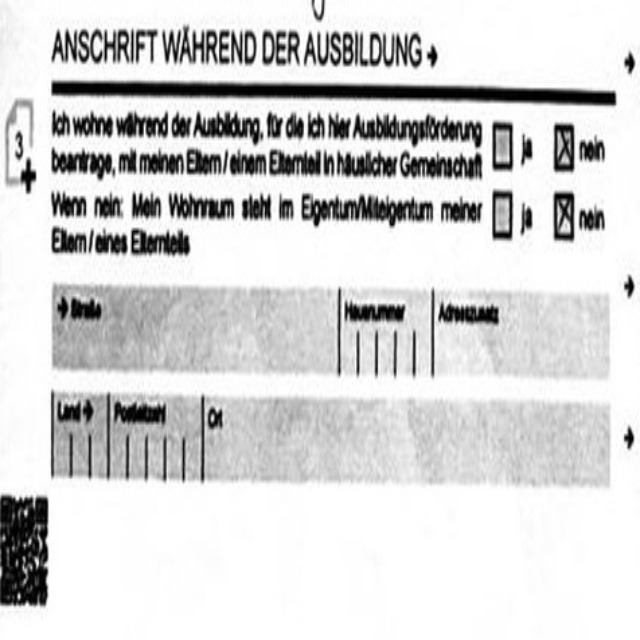 ANSCHRIFT WÄHREND DER AUSBILDUNG →
3
Ich wohne während der Ausbildung, für die ich hier Ausbildungsförderung ja nein
beantrage, mit meinen Eltern / einem Elternteil in häuslicher Gemeinschaft
Wenn nein: Mein Wohnraum steht im Eigentum/Miteigentum meiner ja nein
Eltern / eines Elternteils
→ Straße Hausnummer Adresszusatz
Land → Postleitzahl Ort